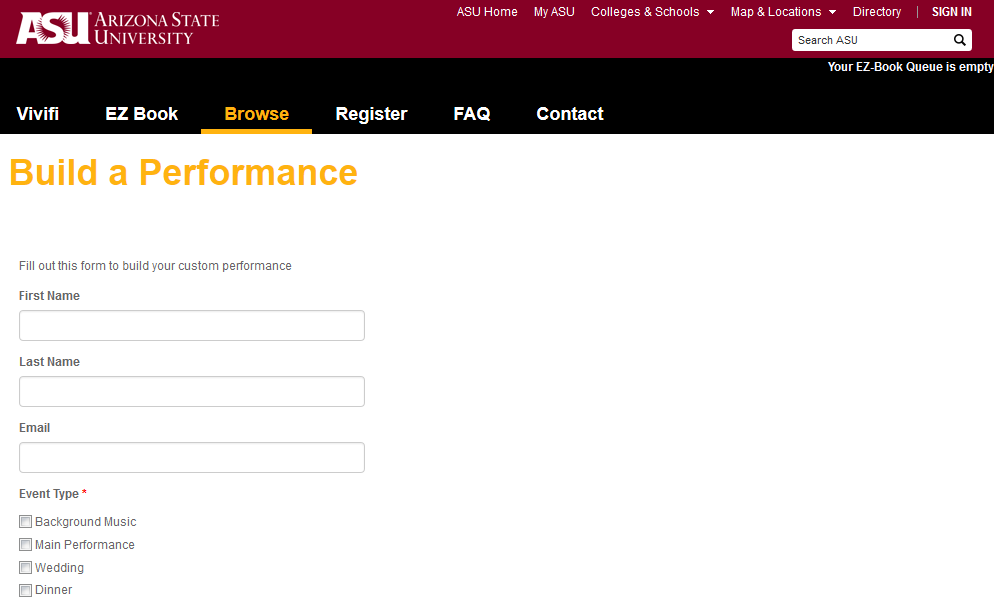 ASU ARIZONA STATE UNIVERSITY
ASU Home My ASU Colleges & Schools Map & Locations Directory | SIGN IN
Search ASU
Your EZ-Book Queue is empty
Vivifi EZ Book Browse Register FAQ Contact
Build a Performance
Fill out this form to build your custom performance
First Name
Last Name
Email
Event Type *
Background Music
Main Performance
Wedding
Dinner